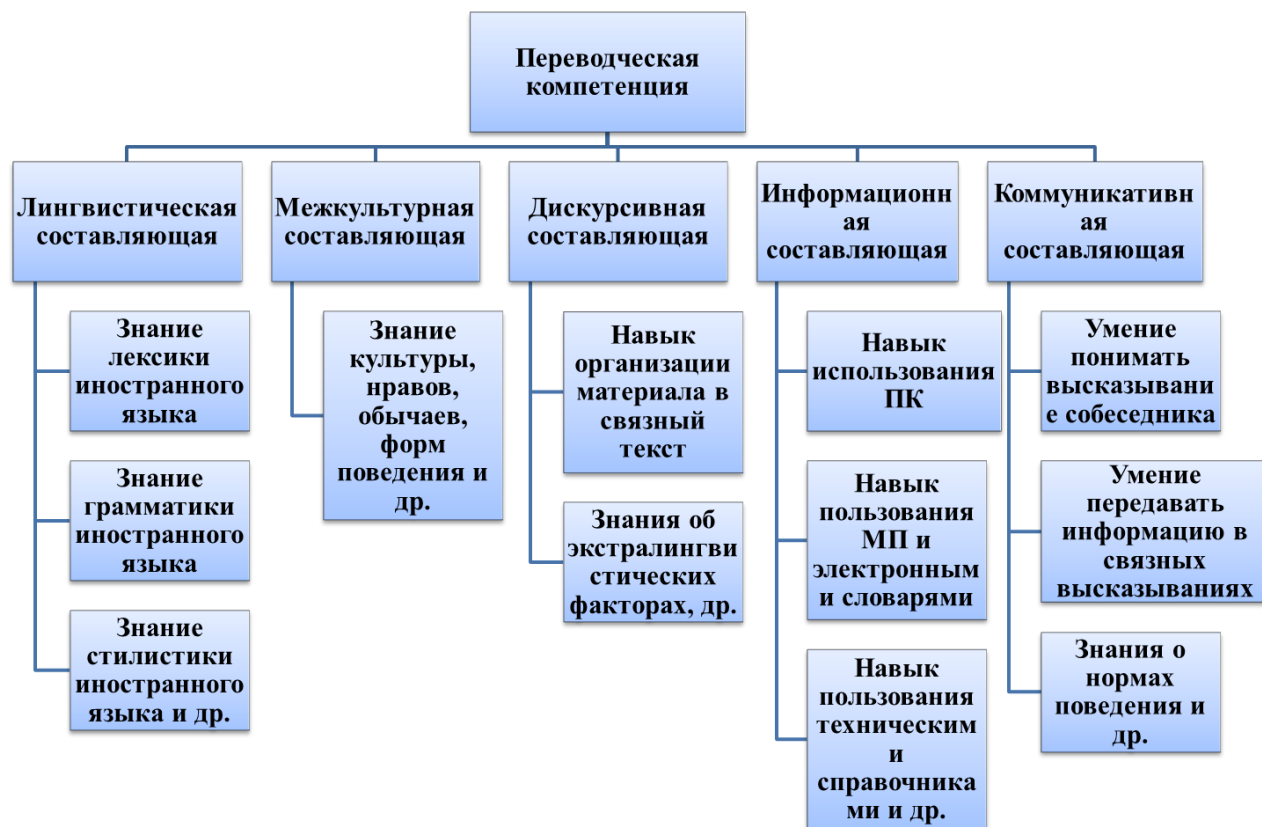 Переводческая
компетенция
Лингвистическая
составляющая
Межкультурная
составляющая
Дискурсивная
составляющая
Информационн
ая
составляющая
Коммуникативн
ая
составляющая
Знание
лексики
иностранного
языка
Знание
грамматики
иностранного
языка
Знание
стилистики
иностранного
языка и др.
Знание
культуры,
нравов,
обычаев,
форм
поведения и
др.
Навык
организации
материала в
связный
текст
Знания об
экстралингви
стических
факторах, др.
Навык
использования
ПК
Навык
пользования
МП и
электронным
и словарями
Навык
пользования
техническим
и
справочника
ми и др.
Умение
понимать
высказывани
е собеседника
Умение
передавать
информацию в
связных
высказываниях
Знания о
нормах
поведения и
др.